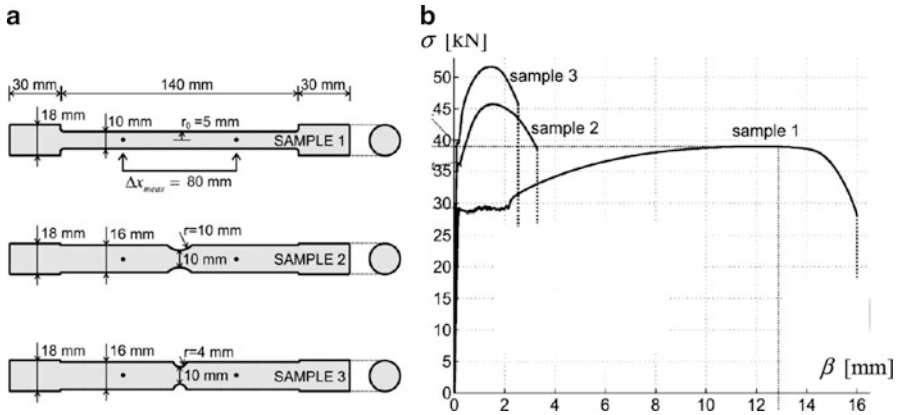 a
30 mm 140 mm 30 mm
18 mm 10 mm r₀ =5 mm SAMPLE 1
Δx_meas = 80 mm
18 mm 16 mm r=10 mm 10 mm SAMPLE 2
18 mm 16 mm r=4 mm 10 mm SAMPLE 3
b
σ [kN]
50
45
40
35
30
25
20
15
10
5
0
sample 3
sample 2
sample 1
β [mm]
0 2 4 6 8 10 12 14 16